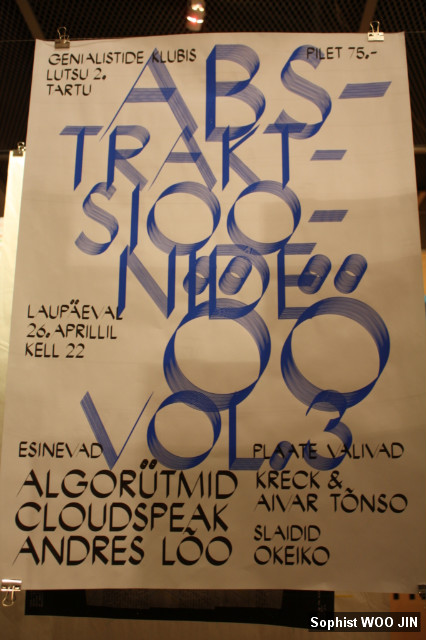 GENIALISTIDE KLUBIS
LUTSU 2.
TARTU
PILET 75.-
ABS-
TRAKT-
SIOO-
NIDE
ÖÖ
VOL. 3
LAUPÄEVAL
26. APRILLIL
KELL 22
ESINEVAD
ALGORÜTMID
CLOUDSPEAK
ANDRES LÕO
PLAATE VALIVAD
KRECK &
AIVAR TÕNSO
SLAIDID
OKEIKO
Sophist WOO JIN